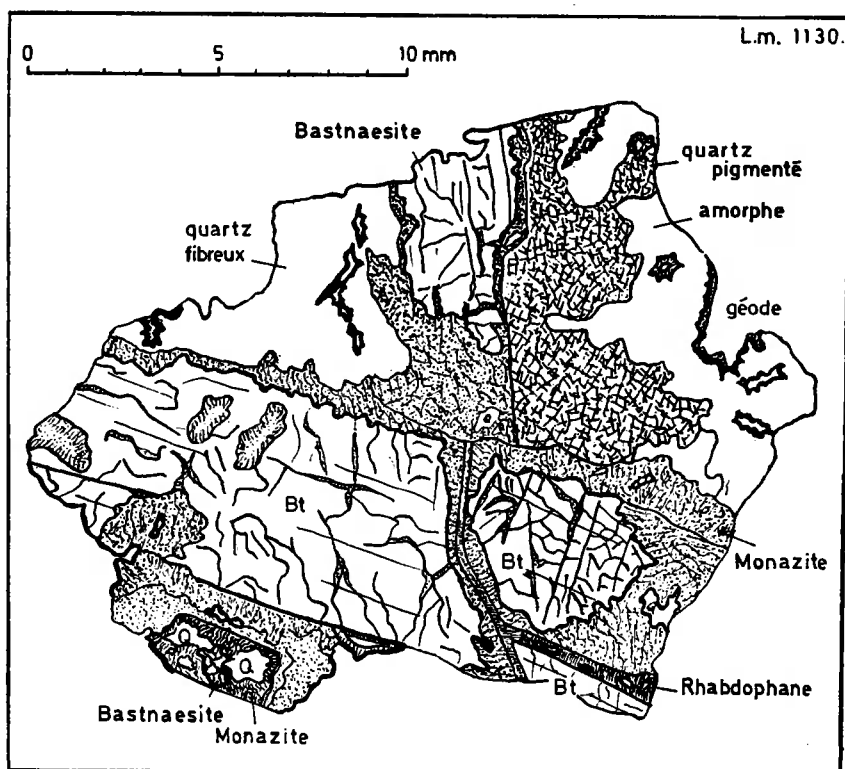 L.m. 1130.
0 5 10 mm
Bastnaesite
quartz
pigmenté
amorphe
quartz
fibreux
géode
Bt
Bt
Monazite
Q
Q
Bt
Rhabdophane
Bastnaesite
Monazite